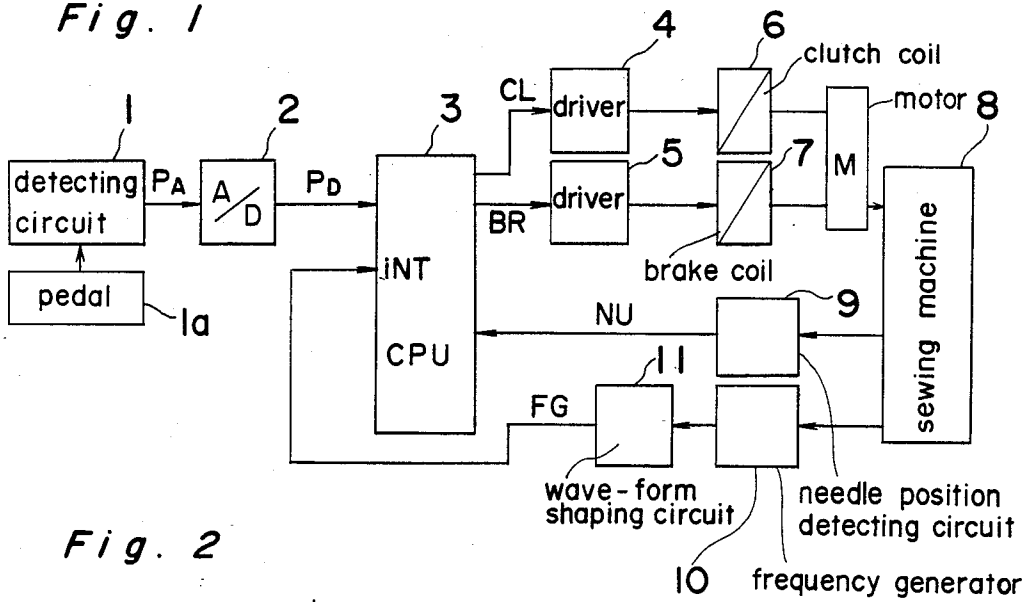 Fig. 1
1
detecting
circuit
PA
2
A/D
PD
3
iNT
CPU
CL
BR
4
driver
5
driver
6
clutch coil
7
brake coil
motor
M
8
sewing machine
pedal
1a
NU
9
11
FG
wave-form
shaping circuit
needle position
detecting circuit
10
frequency generator
Fig. 2